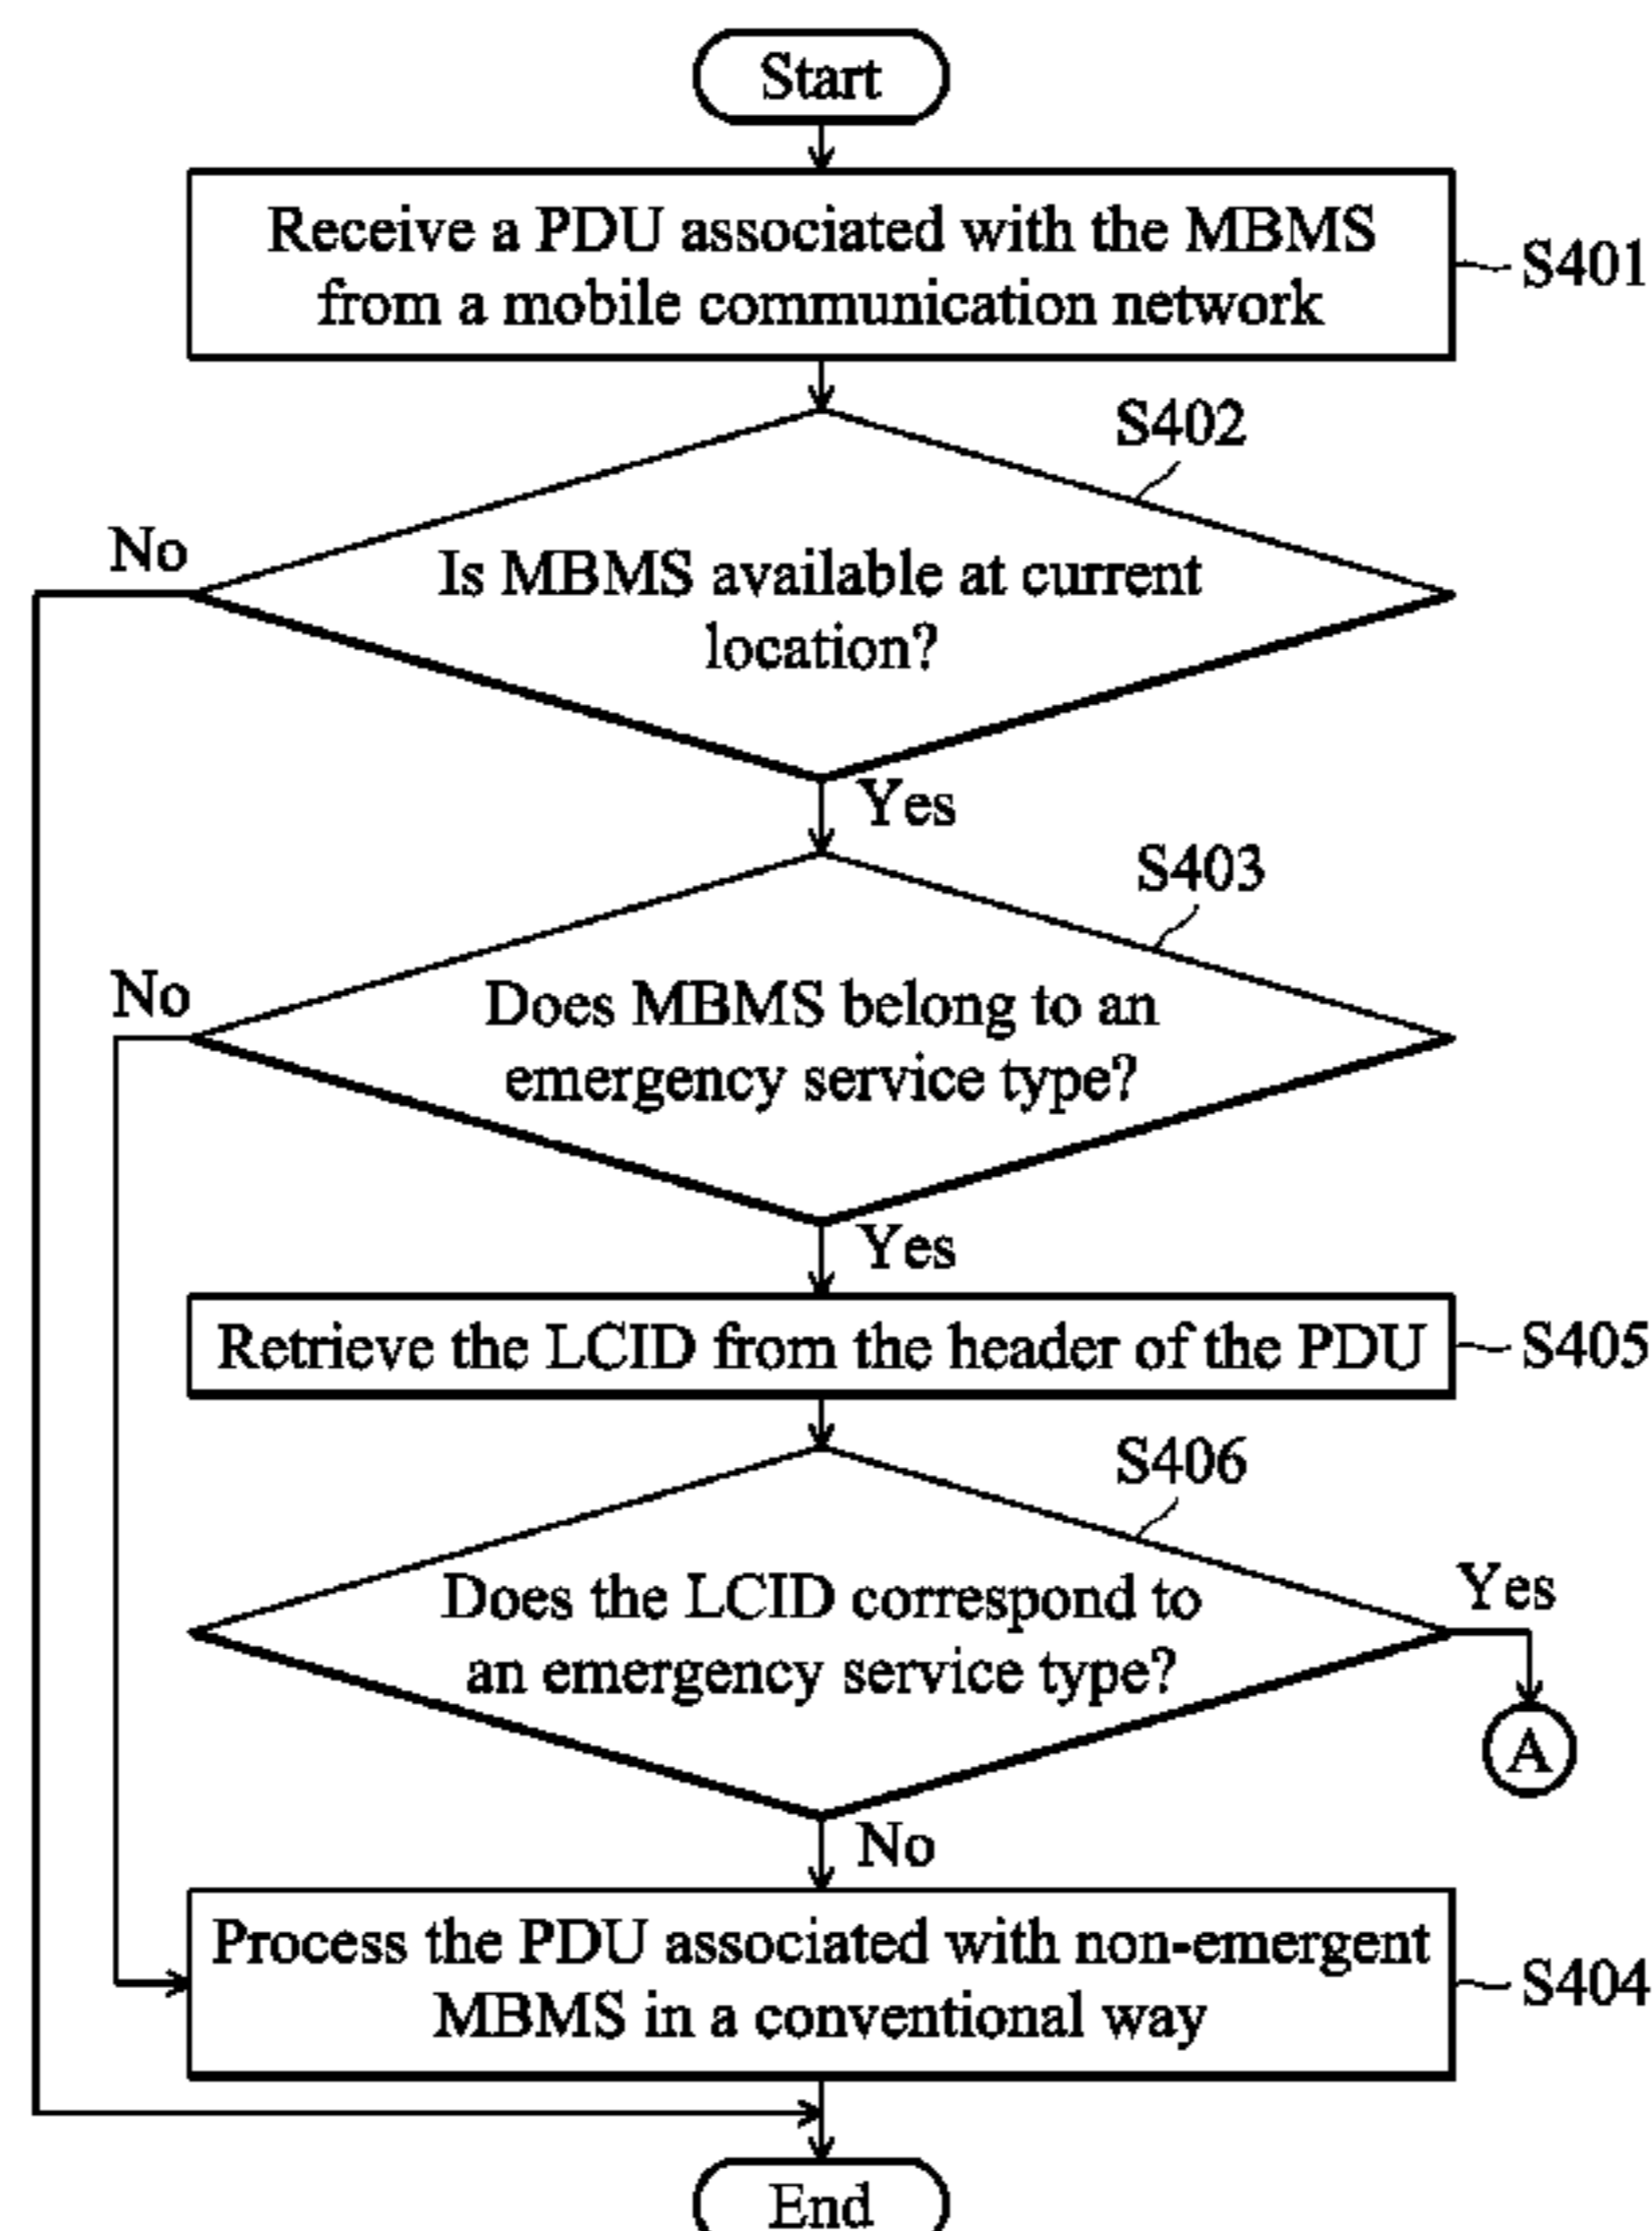 Start
Receive a PDU associated with the MBMS
from a mobile communication network
S401
S402
No
Is MBMS available at current
location?
Yes
S403
No
Does MBMS belong to an
emergency service type?
Yes
Retrieve the LCID from the header of the PDU
S405
S406
Does the LCID correspond to
an emergency service type?
Yes
A
No
Process the PDU associated with non-emergent
MBMS in a conventional way
S404
End